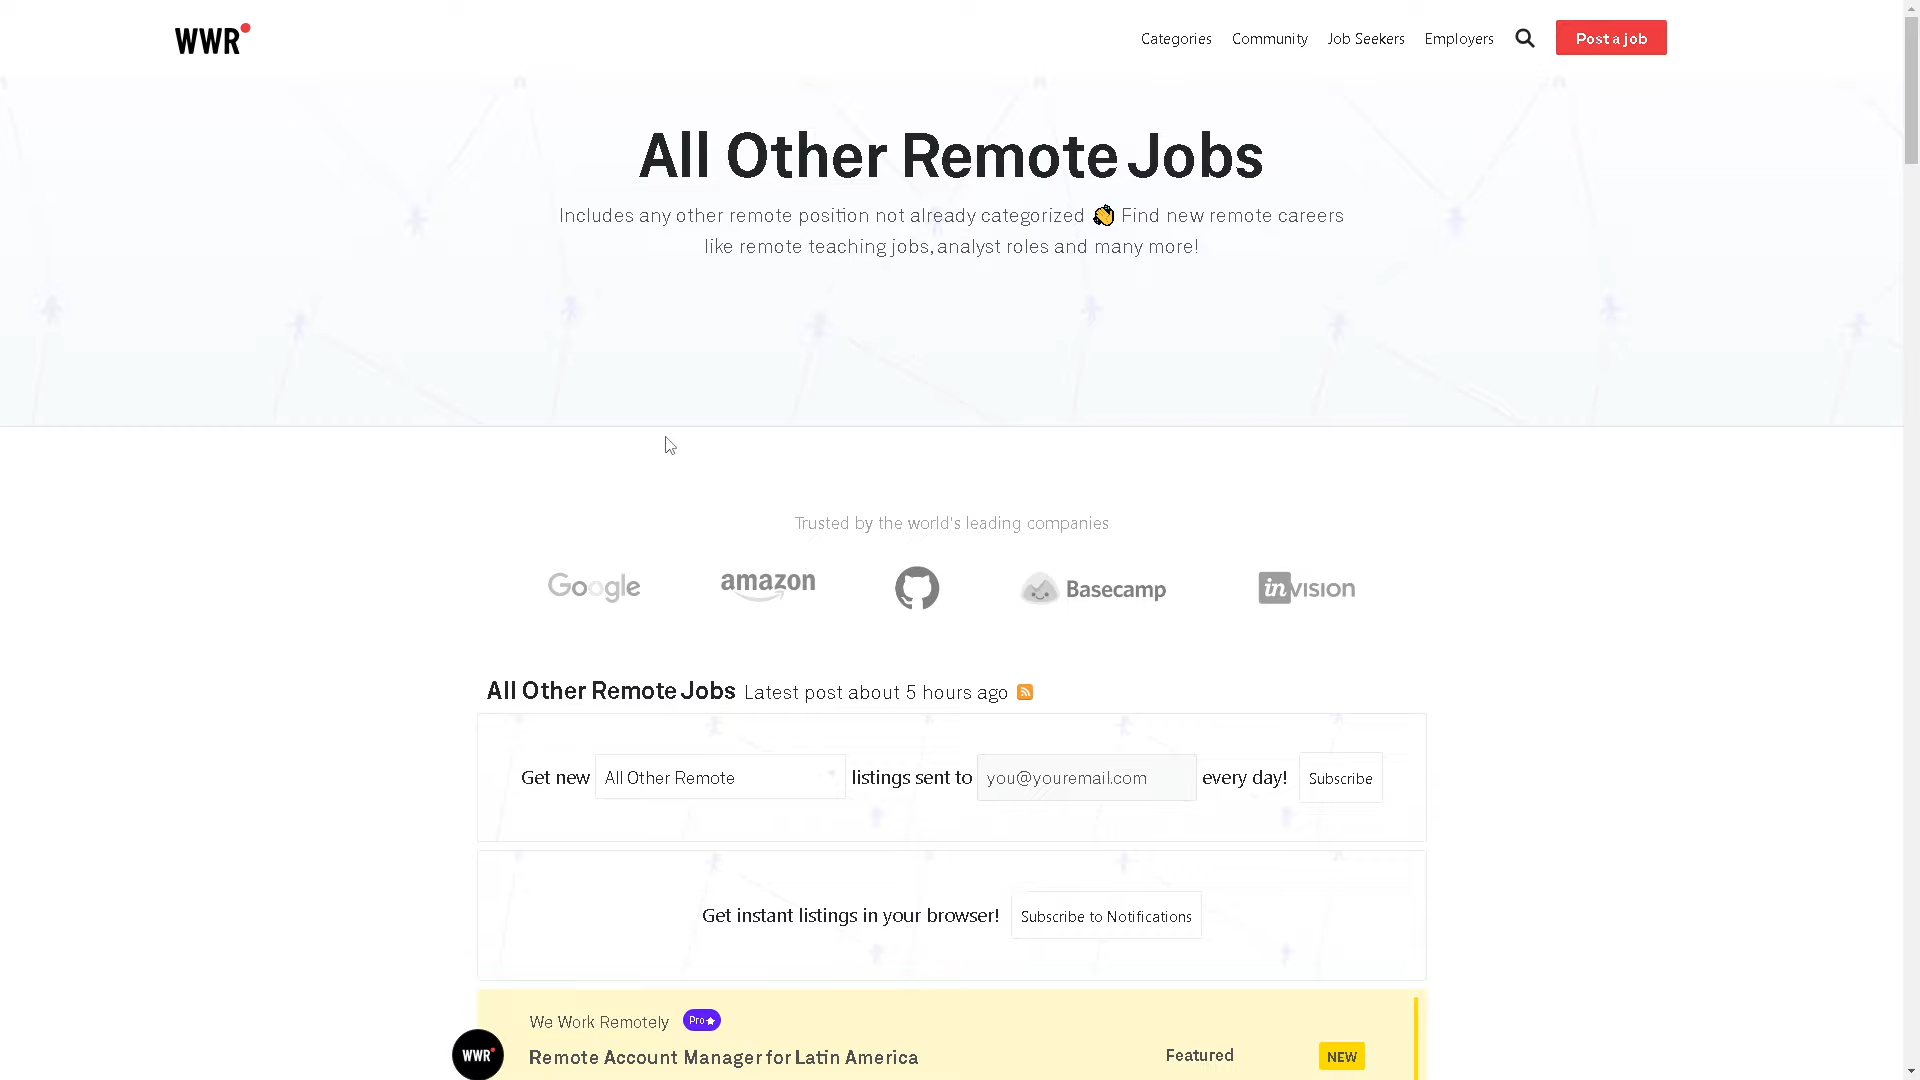 WWR
Categories Community Job Seekers Employers Post a job
All Other Remote Jobs
Includes any other remote position not already categorized 👏 Find new remote careers
like remote teaching jobs, analyst roles and many more!
Trusted by the world's leading companies
Google amazon Basecamp invision
All Other Remote Jobs Latest post about 5 hours ago
Get new All Other Remote listings sent to you@youremail.com every day! Subscribe
Get instant listings in your browser! Subscribe to Notifications
We Work Remotely Pro★
WWR Remote Account Manager for Latin America Featured NEW